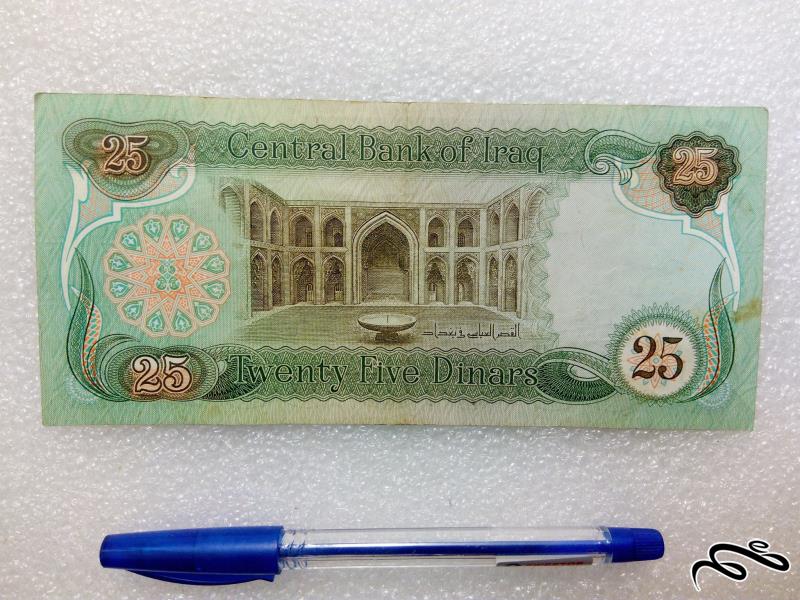 25 Central Bank of Iraq 25
القصر العباسي في بغداد
25 Twenty Five Dinars 25